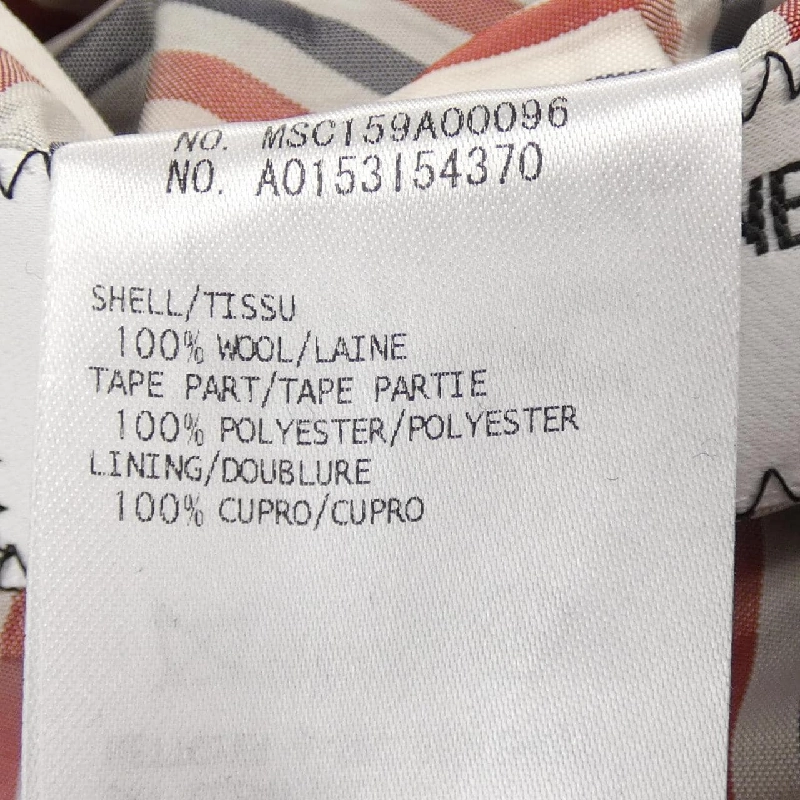 NO. MSC159A00096
NO. A0153154370
SHELL/TISSU
100% WOOL/LAINE
TAPE PART/TAPE PARTIE
100% POLYESTER/POLYESTER
LINING/DOUBLURE
100% CUPRO/CUPRO